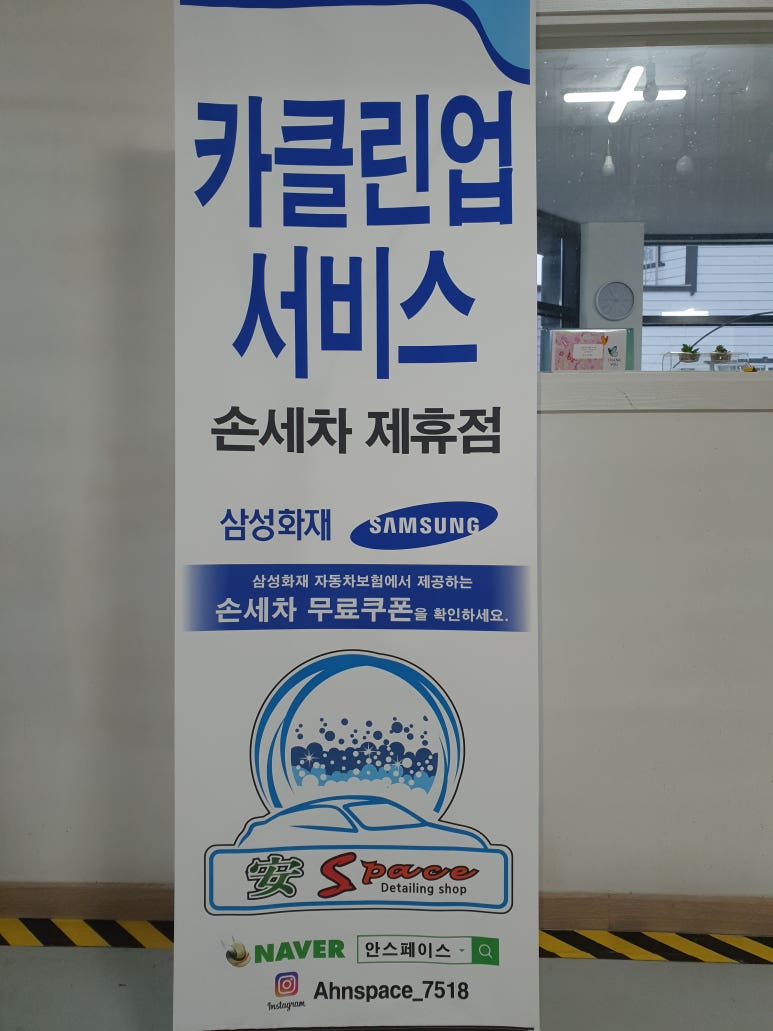 카클린업
서비스
손세차 제휴점
삼성화재 SAMSUNG
삼성화재 자동차보험에서 제공하는
손세차 무료쿠폰을 확인하세요.
安 Space
Detailing shop
NAVER 안스페이스
Instagram Ahnspace_7518
THANK YOU